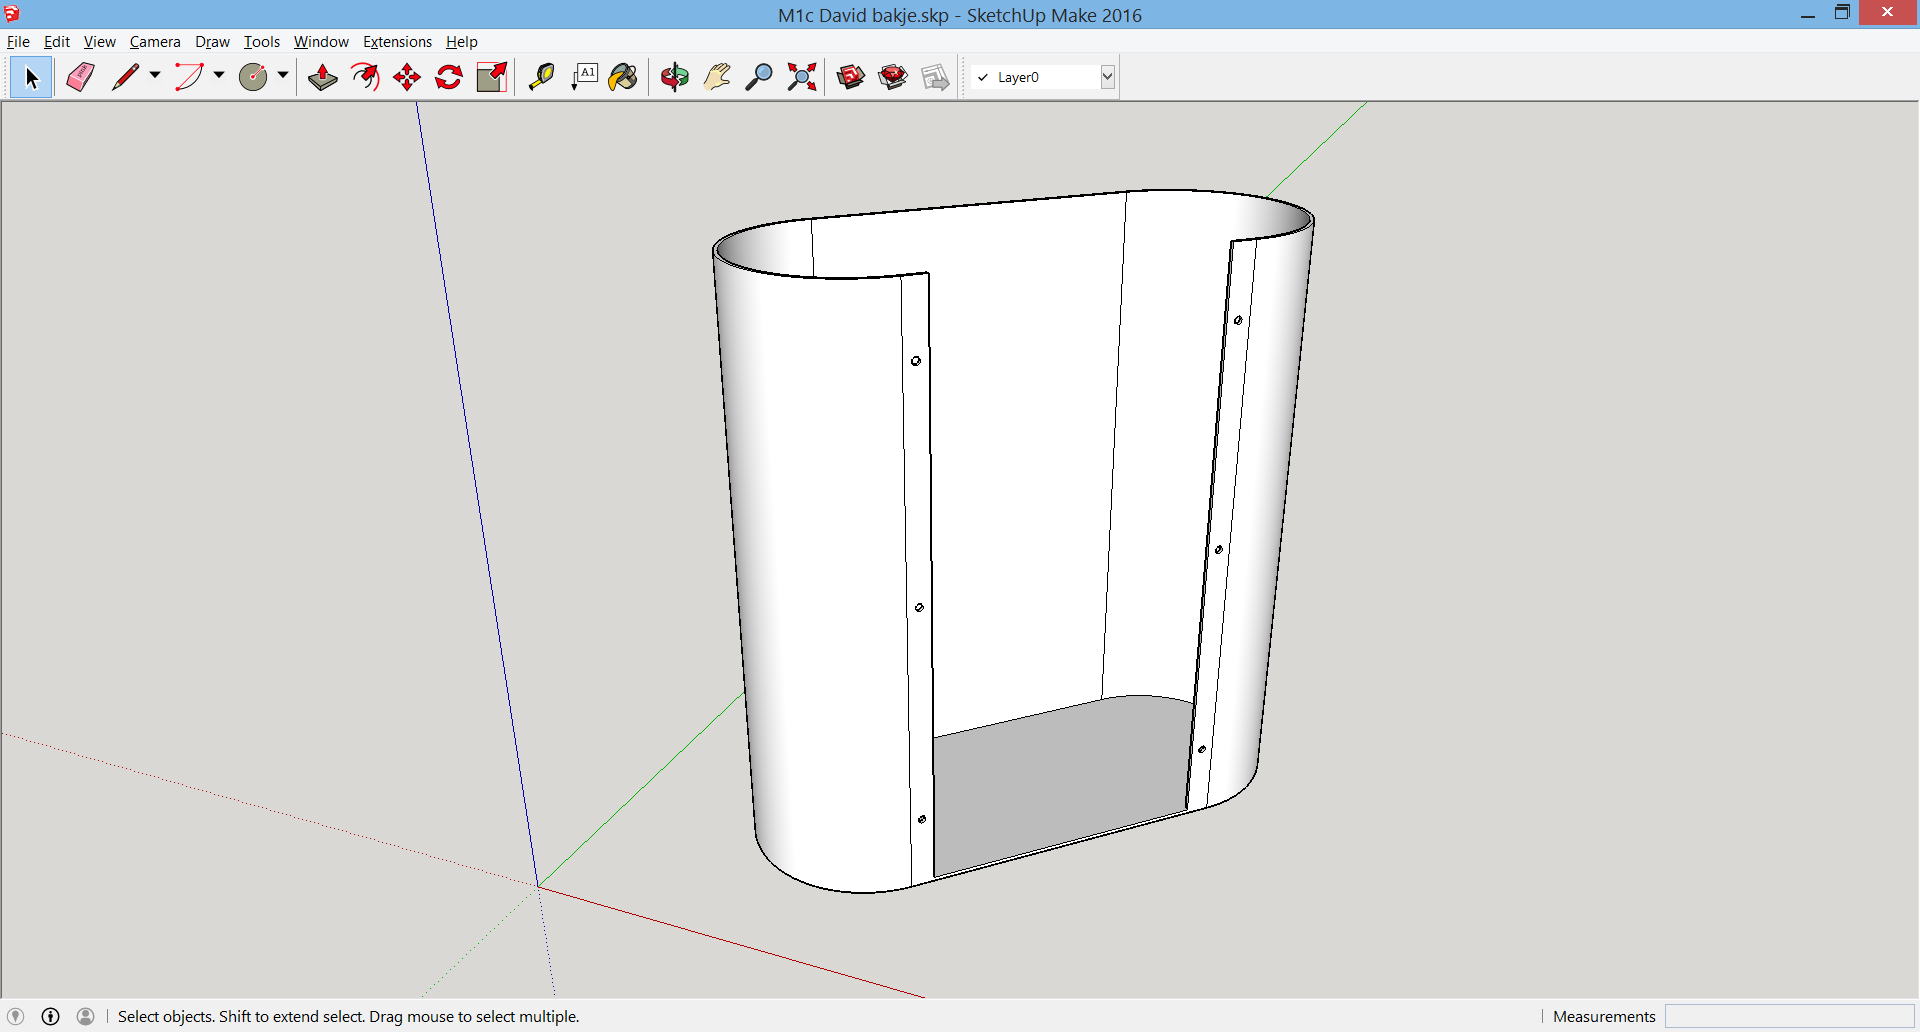 M1c David bakje.skp - SketchUp Make 2016
File Edit View Camera Draw Tools Window Extensions Help
A1
Layer0
Select objects. Shift to extend select. Drag mouse to select multiple.
Measurements